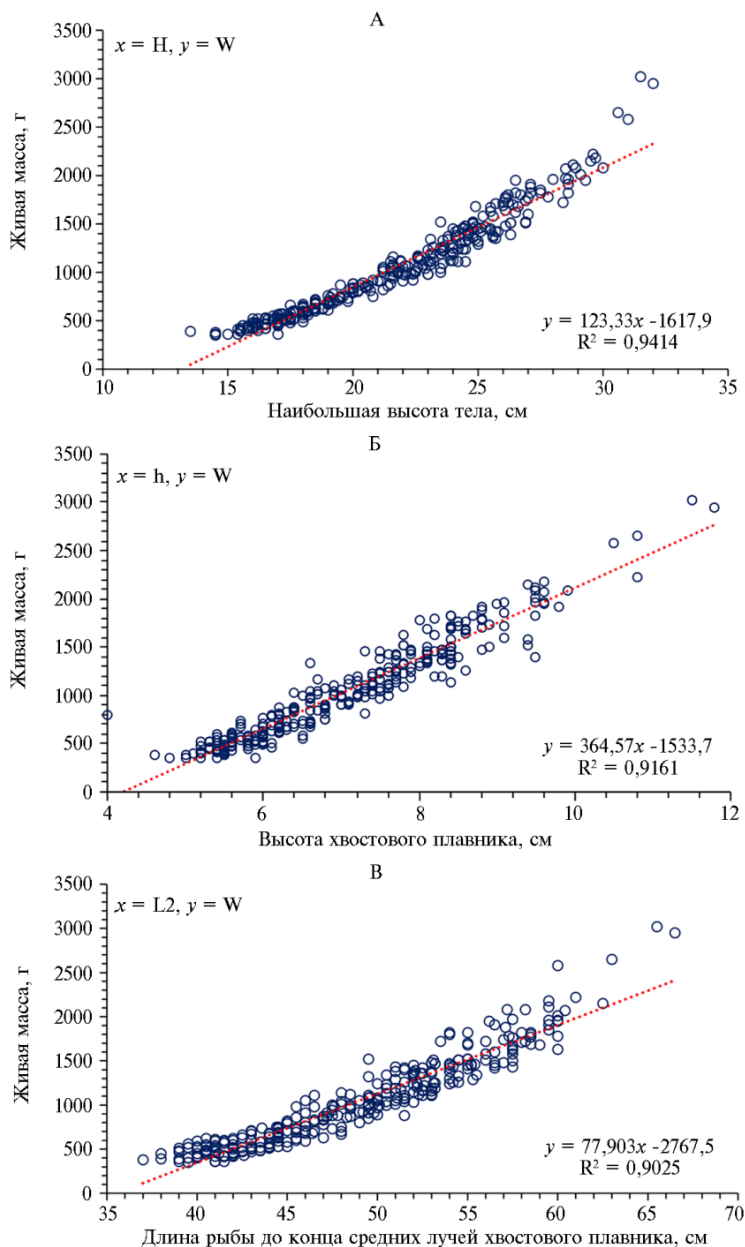 А
x = H, y = W
3500
3000
2500
2000
1500
1000
500
0
Живая масса, г
y = 123,33x -1617,9
R² = 0,9414
10 15 20 25 30 35
Наибольшая высота тела, см
Б
x = h, y = W
3500
3000
2500
2000
1500
1000
500
0
Живая масса, г
y = 364,57x -1533,7
R² = 0,9161
4 6 8 10 12
Высота хвостового плавника, см
В
x = L2, y = W
3500
3000
2500
2000
1500
1000
500
0
Живая масса, г
y = 77,903x -2767,5
R² = 0,9025
35 40 45 50 55 60 65 70
Длина рыбы до конца средних лучей хвостового плавника, см